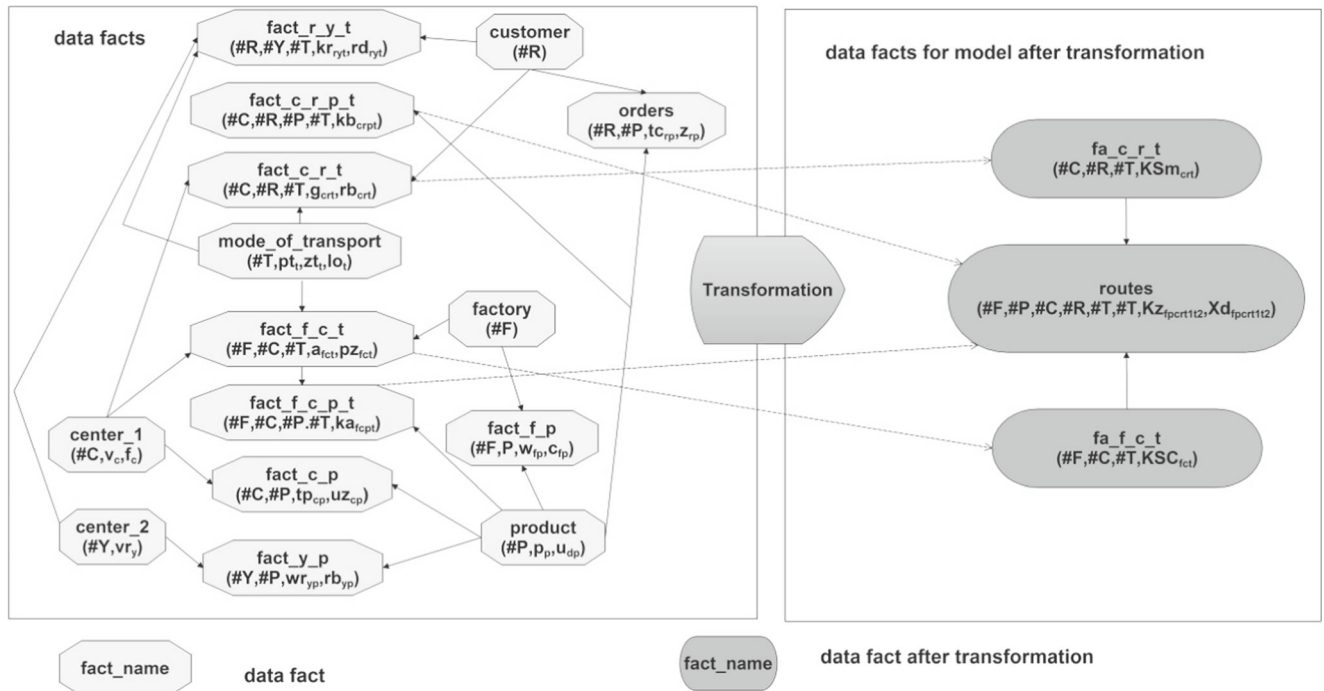 data facts
fact_r_y_t
(#R,#Y,#T,kr_ryt,rd_ryt)
customer
(#R)
fact_c_r_p_t
(#C,#R,#P,#T,kb_crpt)
orders
(#R,#P,tc_rp,z_rp)
fact_c_r_t
(#C,#R,#T,g_crt,rb_crt)
mode_of_transport
(#T,pt_t,zt_t,lo_t)
factory
(#F)
fact_f_c_t
(#F,#C,#T,a_fct,pz_fct)
fact_f_c_p_t
(#F,#C,#P.#T,ka_fcpt)
center_1
(#C,v_c,f_c)
fact_f_p
(#F,P,w_fp,c_fp)
fact_c_p
(#C,#P,tp_cp,uz_cp)
center_2
(#Y,vr_y)
product
(#P,p_p,u_dp)
fact_y_p
(#Y,#P,wr_yp,rb_yp)
Transformation
data facts for model after transformation
fa_c_r_t
(#C,#R,#T,KSm_crt)
routes
(#F,#P,#C,#R,#T,#T,Kz_fpcrt1t2,Xd_fpcrt1t2)
fa_f_c_t
(#F,#C,#T,KSC_fct)
fact_name
data fact
fact_name
data fact after transformation